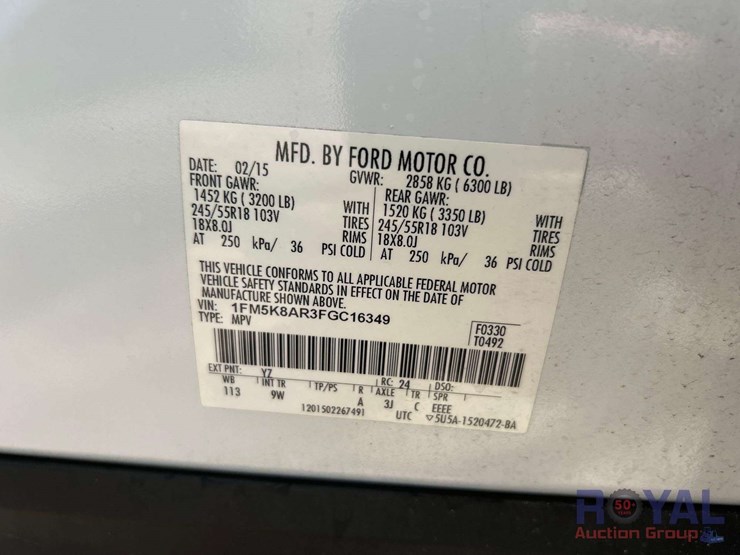 MFD. BY FORD MOTOR CO.
DATE: 02/15 GVWR: 2858 KG ( 6300 LB)
FRONT GAWR: REAR GAWR:
1452 KG ( 3200 LB) WITH 1520 KG ( 3350 LB) WITH
245/55R18 103V TIRES 245/55R18 103V TIRES
18X8.0J RIMS 18X8.0J RIMS
AT 250 kPa/ 36 PSI COLD AT 250 kPa/ 36 PSI COLD
THIS VEHICLE CONFORMS TO ALL APPLICABLE FEDERAL MOTOR
VEHICLE SAFETY STANDARDS IN EFFECT ON THE DATE OF
MANUFACTURE SHOWN ABOVE.
VIN: 1FM5K8AR3FGC16349 F0330
TYPE: MPV T0492
EXT PNT: YZ RC: 24 DSO:
WB INT TR TP/PS R AXLE TR SPR
113 9W A 3J C EEEE
1201502267491 UTC ▽5U5A-1520472-BA
ROYAL
50+
Auction Group